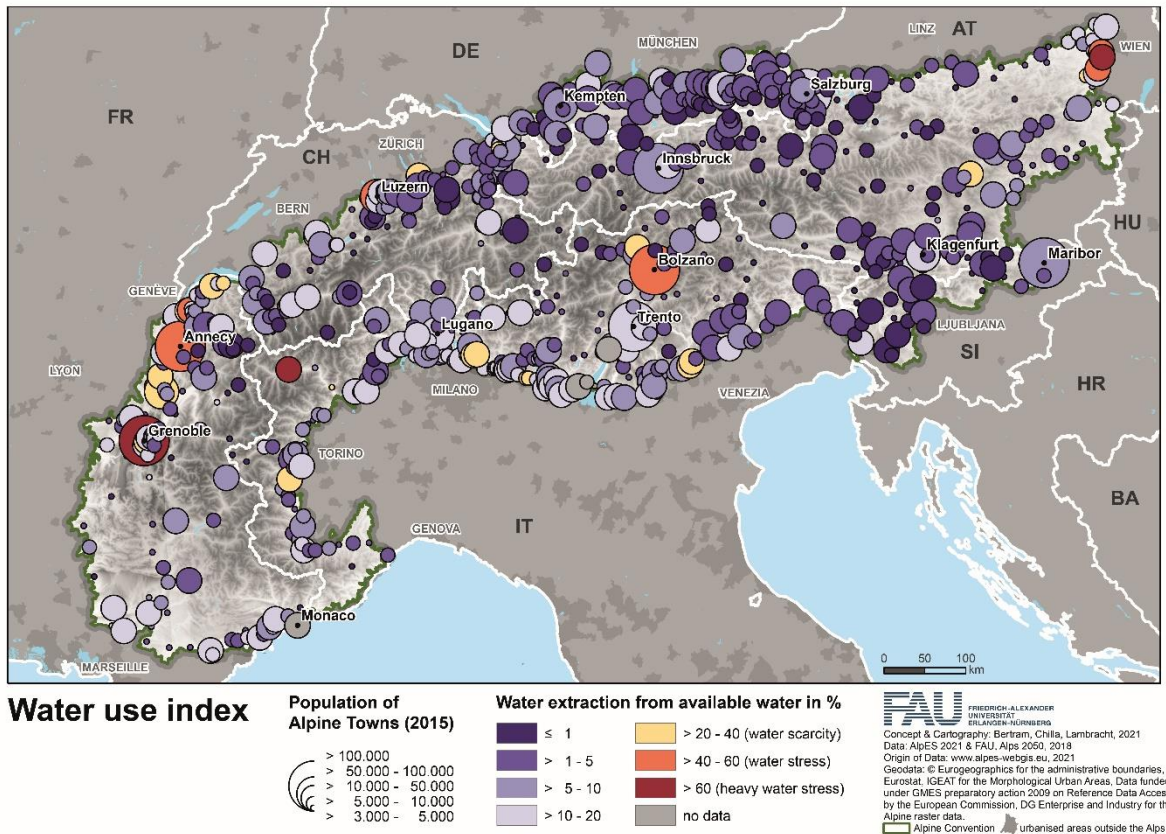 DE
MÜNCHEN
LINZ
AT
WIEN
FR
Kempten
Salzburg
CH
ZÜRICH
Innsbruck
Luzern
BERN
HU
Klagenfurt
Maribor
Bolzano
GENÈVE
Annecy
Lugano
Trento
LJUBLJANA
SI
LYON
MILANO
VENEZIA
HR
Grenoble
TORINO
BA
GENOVA
IT
Monaco
MARSEILLE
0 50 100
km
Water use index
Population of
Alpine Towns (2015)
> 100.000
> 50.000 - 100.000
> 10.000 - 50.000
> 5.000 - 10.000
> 3.000 - 5.000
Water extraction from available water in %
≤ 1
> 1 - 5
> 5 - 10
> 10 - 20
> 20 - 40 (water scarcity)
> 40 - 60 (water stress)
> 60 (heavy water stress)
no data
FAU FRIEDRICH-ALEXANDER
UNIVERSITÄT
ERLANGEN-NÜRNBERG
Concept & Cartography: Bertram, Chilla, Lambracht, 2021
Data: AlpES 2021 & FAU, Alps 2050, 2018
Origin of Data: www.alpes-webgis.eu, 2021
Geodata: © Eurogeographics for the administrative boundaries,
Eurostat, IGEAT for the Morphological Urban Areas, Data funded
under GMES preparatory action 2009 on Reference Data Access
by the European Commission, DG Enterprise and Industry for the
Alpine raster data.
Alpine Convention urbanised areas outside the Alps